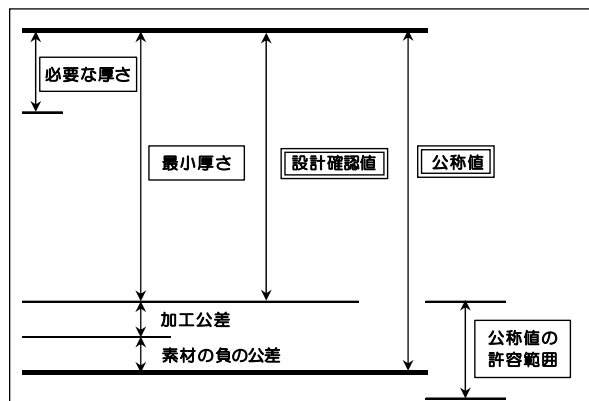 必要な厚さ
最小厚さ
設計確認値
公称値
加工公差
素材の負の公差
公称値の
許容範囲